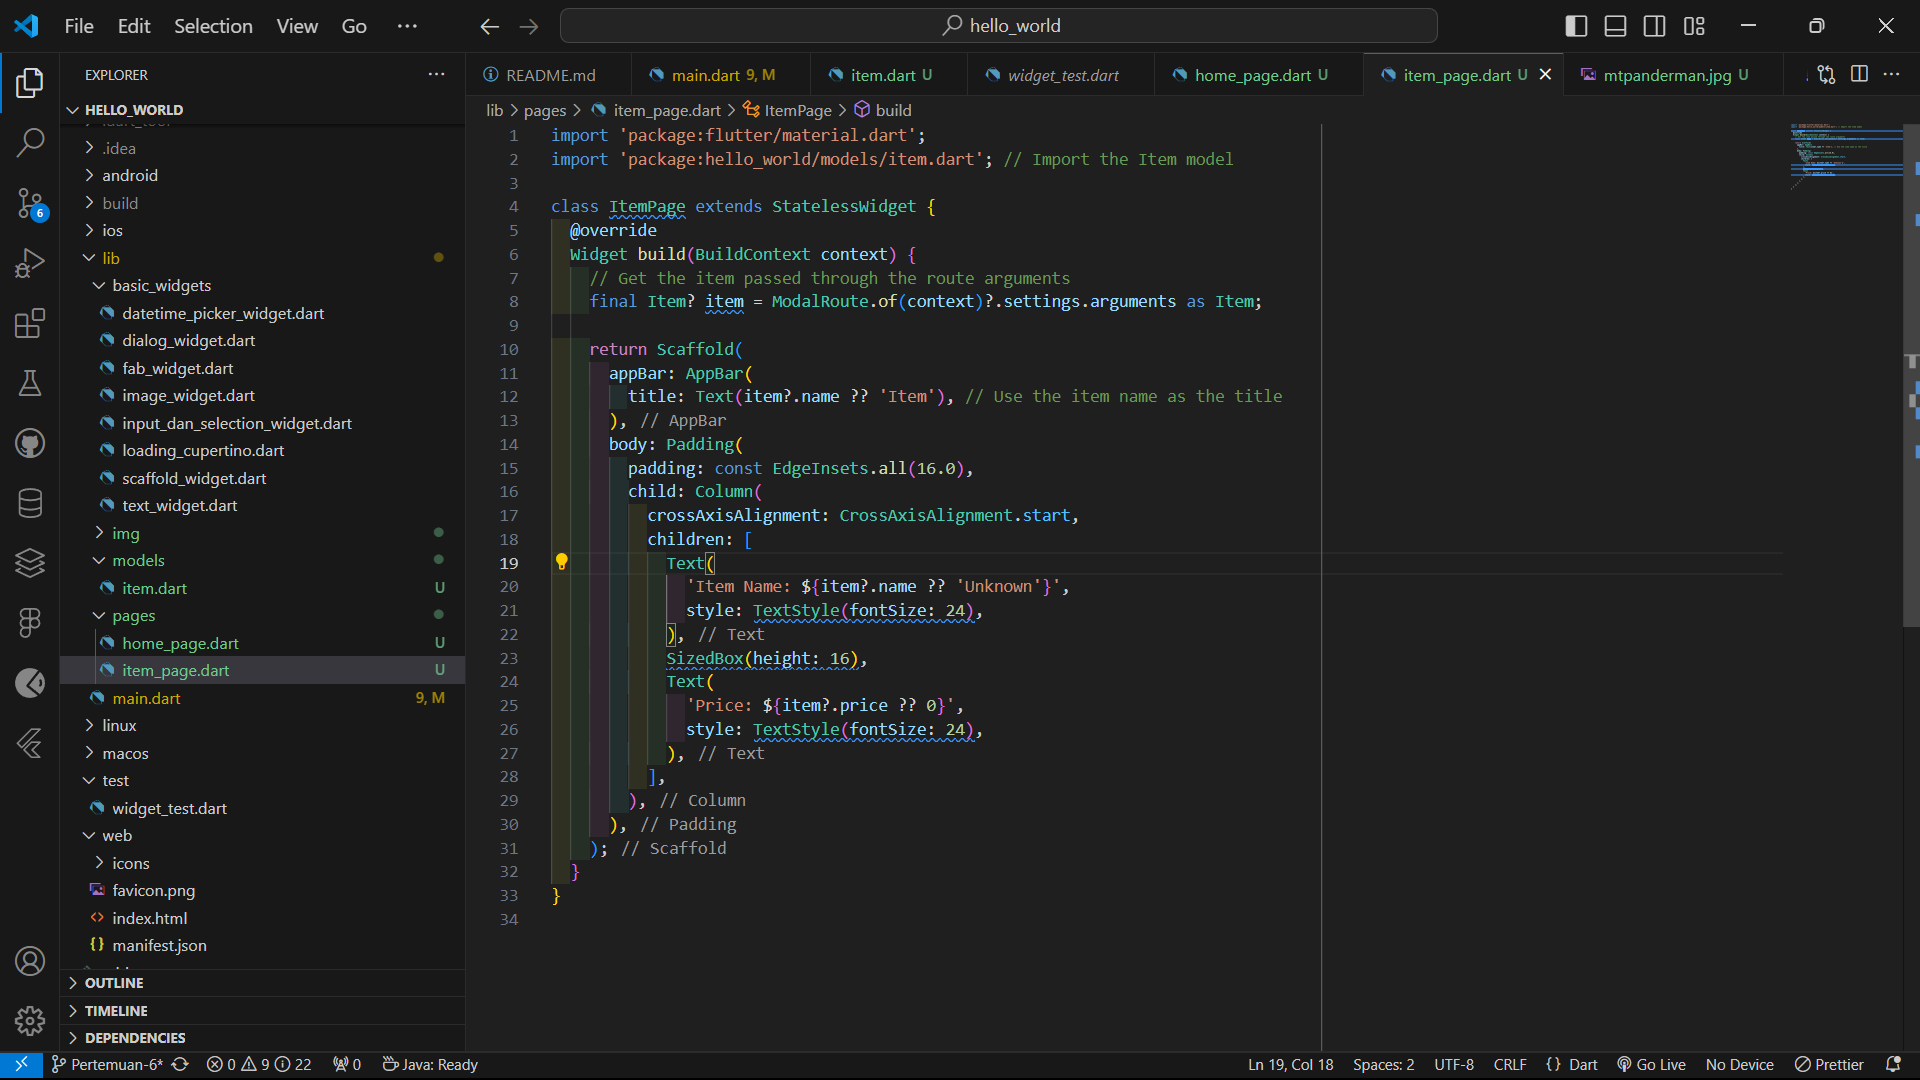 File Edit Selection View Go ···
hello_world
EXPLORER
HELLO_WORLD
.idea
android
build
ios
lib
basic_widgets
datetime_picker_widget.dart
dialog_widget.dart
fab_widget.dart
image_widget.dart
input_dan_selection_widget.dart
loading_cupertino.dart
scaffold_widget.dart
text_widget.dart
img
models
item.dart U
pages
home_page.dart U
item_page.dart U
main.dart 9, M
linux
macos
test
widget_test.dart
web
icons
favicon.png
index.html
manifest.json
OUTLINE
TIMELINE
DEPENDENCIES
6
README.md main.dart 9, M item.dart U widget_test.dart home_page.dart U item_page.dart U mtpanderman.jpg U
lib > pages > item_page.dart > ItemPage > build
1 import 'package:flutter/material.dart';
2 import 'package:hello_world/models/item.dart'; // Import the Item model
3
4 class ItemPage extends StatelessWidget {
5 @override
6 Widget build(BuildContext context) {
7 // Get the item passed through the route arguments
8 final Item? item = ModalRoute.of(context)?.settings.arguments as Item;
9
10 return Scaffold(
11 appBar: AppBar(
12 title: Text(item?.name ?? 'Item'), // Use the item name as the title
13 ), // AppBar
14 body: Padding(
15 padding: const EdgeInsets.all(16.0),
16 child: Column(
17 crossAxisAlignment: CrossAxisAlignment.start,
18 children: [
19 Text(
20 'Item Name: ${item?.name ?? 'Unknown'}',
21 style: TextStyle(fontSize: 24),
22 ), // Text
23 SizedBox(height: 16),
24 Text(
25 'Price: ${item?.price ?? 0}',
26 style: TextStyle(fontSize: 24),
27 ), // Text
28 ],
29 ), // Column
30 ), // Padding
31 ); // Scaffold
32 }
33 }
34
Pertemuan-6* 0 9 22 0 Java: Ready Ln 19, Col 18 Spaces: 2 UTF-8 CRLF {} Dart Go Live No Device Prettier